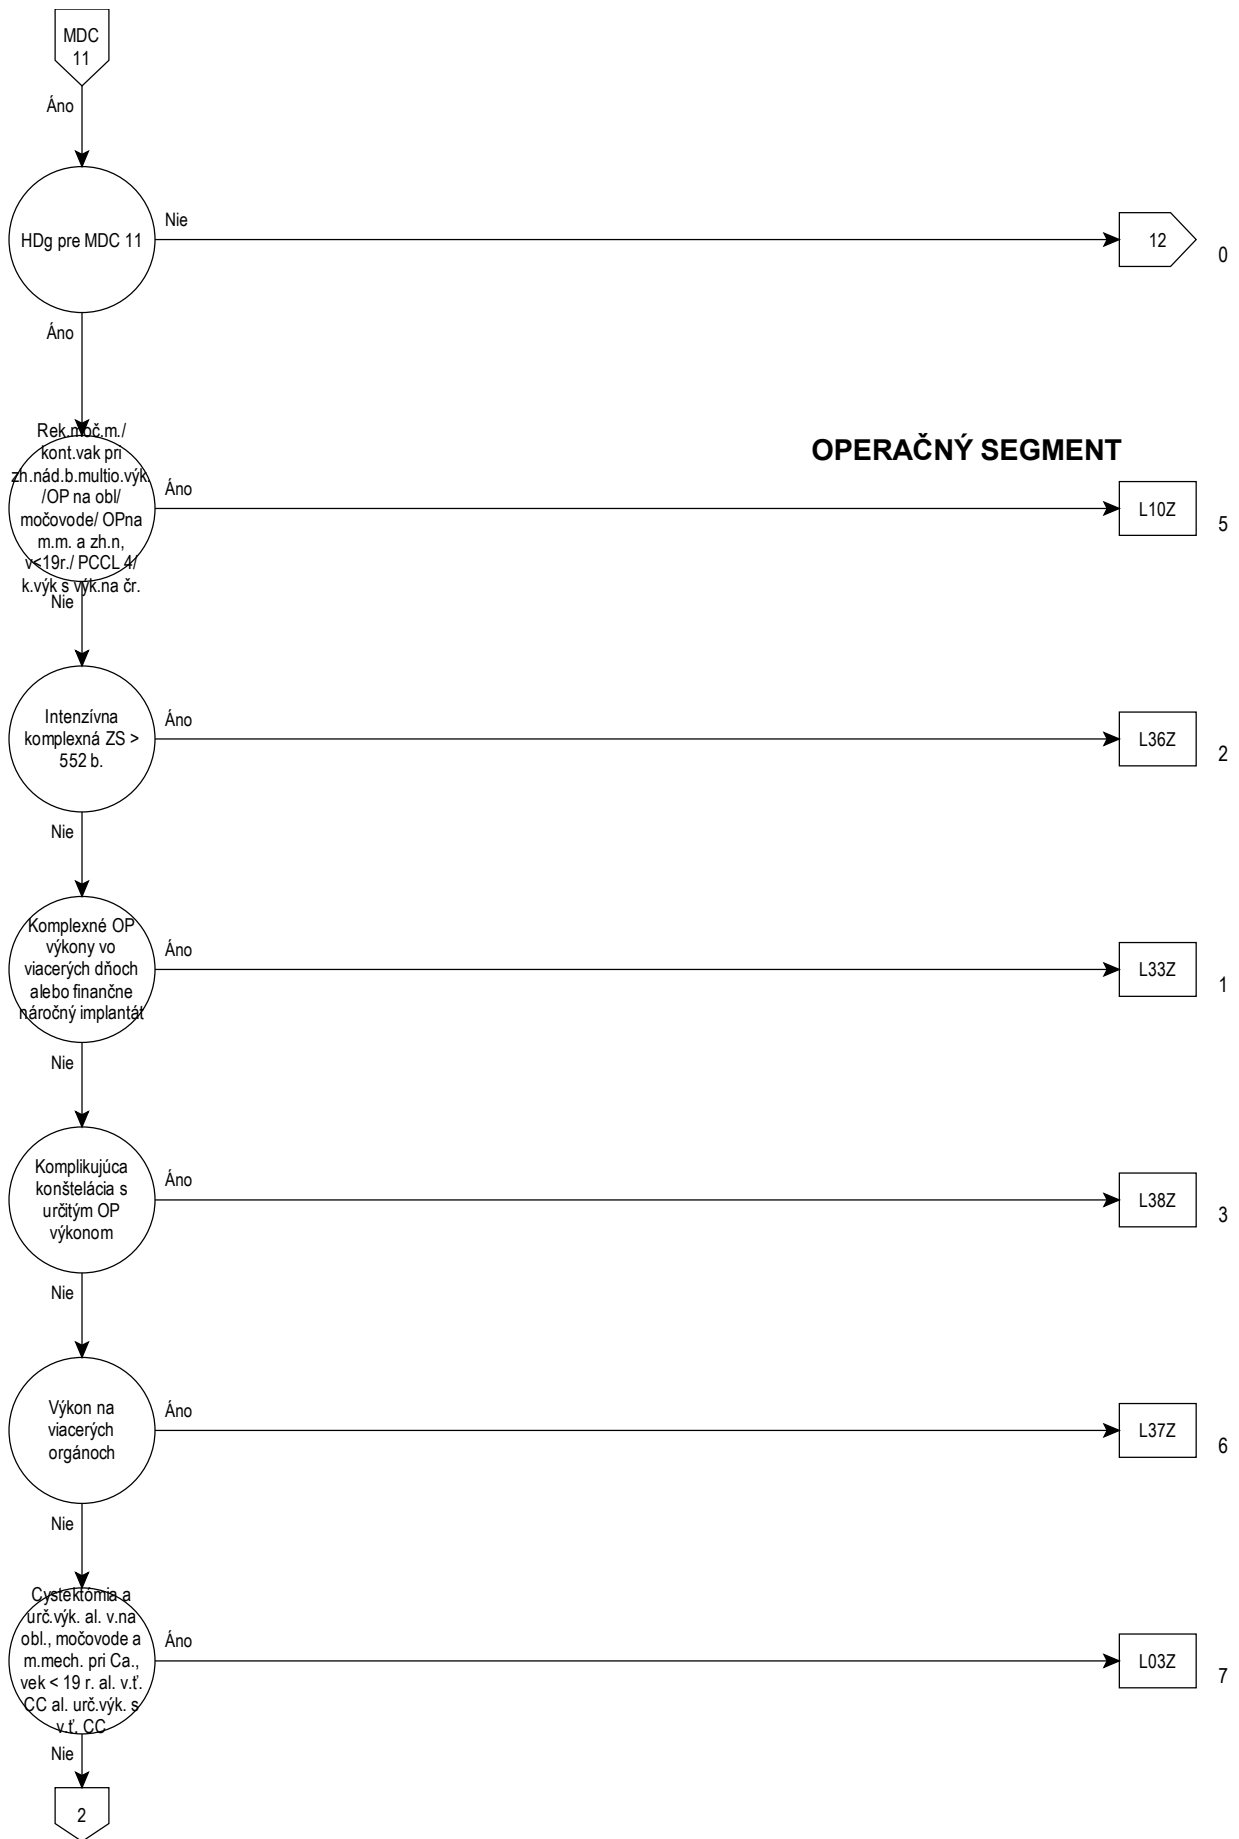 MDC
11
Áno
HDg pre MDC 11
Nie
12
0
Áno
OPERAČNÝ SEGMENT
Rek.moč.m./
kont.vak pri
zh.nád.b.multio.výk.
/OP na obl/
močovode/ OPna
m.m. a zh.n,
v<19r./ PCCL 4/
k.výk s výk.na čr.
Áno
L10Z
5
Nie
Intenzívna
komplexná ZS >
552 b.
Áno
L36Z
2
Nie
Komplexné OP
výkony vo
viacerých dňoch
alebo finančne
náročný implantát
Áno
L33Z
1
Nie
Komplikujúca
konštelácia s
určitým OP
výkonom
Áno
L38Z
3
Nie
Výkon na
viacerých
orgánoch
Áno
L37Z
6
Nie
Cystektómia a
urč.výk. al. v.na
obl., močovode a
m.mech. pri Ca.,
vek < 19 r. al. v.ť.
CC al. urč.výk. s
v.ť. CC
Áno
L03Z
7
Nie
2